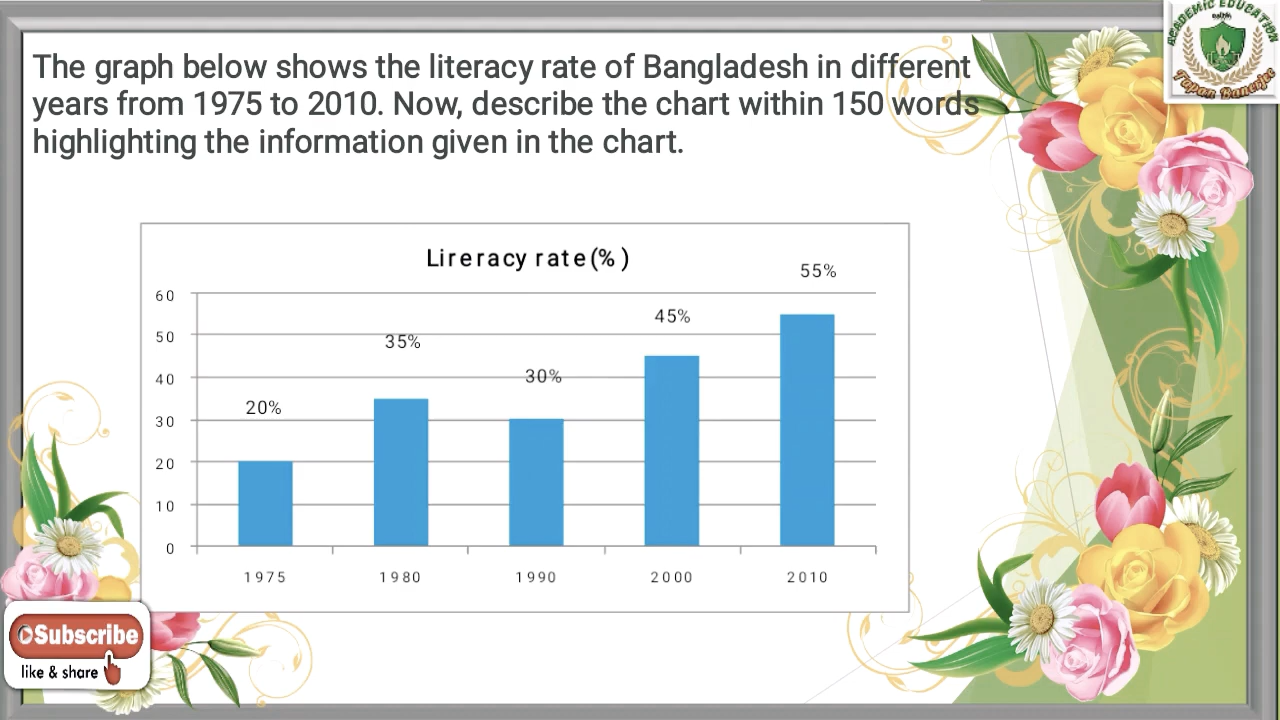 ACADEMIC EDUCATION
The graph below shows the literacy rate of Bangladesh in different
years from 1975 to 2010. Now, describe the chart within 150 words
highlighting the information given in the chart.
Tapan Banerjee
Lireracy rate(%)
60
50
40
30
20
10
0
20%
35%
30%
45%
55%
1975
1980
1990
2000
2010
Subscribe
like & share